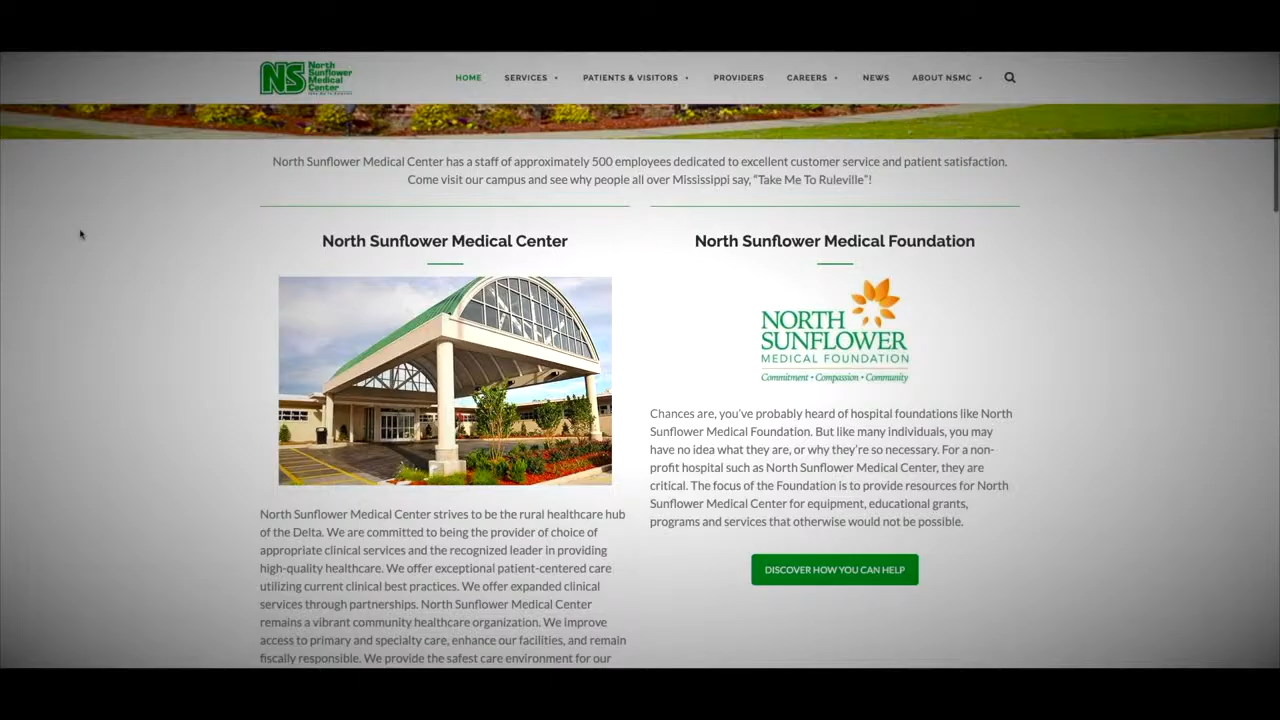 NS North
Sunflower
Medical
Center
HOME
SERVICES
PATIENTS & VISITORS
PROVIDERS
CAREERS
NEWS
ABOUT NSMC
North Sunflower Medical Center has a staff of approximately 500 employees dedicated to excellent customer service and patient satisfaction.
Come visit our campus and see why people all over Mississippi say, “Take Me To Ruleville”!
North Sunflower Medical Center
North Sunflower Medical Center strives to be the rural healthcare hub
of the Delta. We are committed to being the provider of choice of
appropriate clinical services and the recognized leader in providing
high-quality healthcare. We offer exceptional patient-centered care
utilizing current clinical best practices. We offer expanded clinical
services through partnerships. North Sunflower Medical Center
remains a vibrant community healthcare organization. We improve
access to primary and specialty care, enhance our facilities, and remain
fiscally responsible. We provide the safest care environment for our
North Sunflower Medical Foundation
NORTH
SUNFLOWER
MEDICAL FOUNDATION
Commitment • Compassion • Community
Chances are, you’ve probably heard of hospital foundations like North
Sunflower Medical Foundation. But like many individuals, you may
have no idea what they are, or why they’re so necessary. For a non-
profit hospital such as North Sunflower Medical Center, they are
critical. The focus of the Foundation is to provide resources for North
Sunflower Medical Center for equipment, educational grants,
programs and services that otherwise would not be possible.
DISCOVER HOW YOU CAN HELP